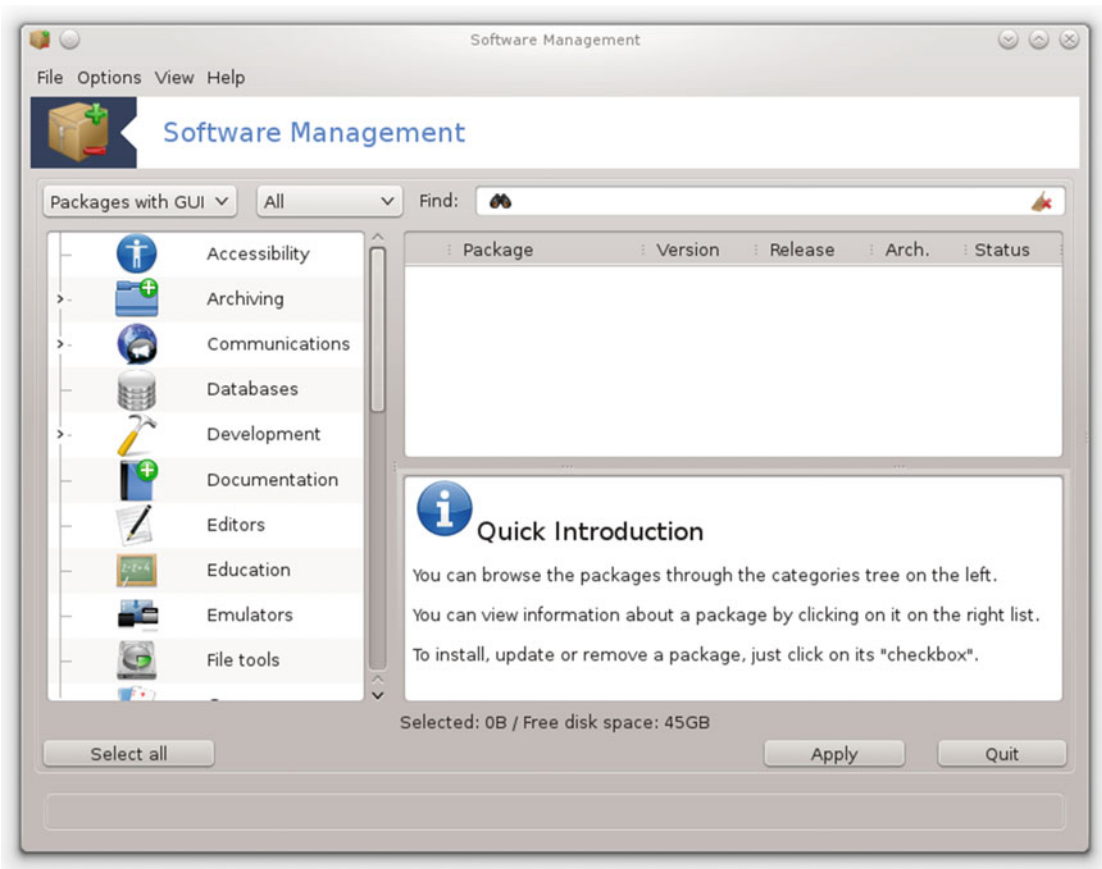 Software Management
File Options View Help
Software Management
Packages with GUI All Find:
Package Version Release Arch. Status
Accessibility
Archiving
Communications
Databases
Development
Documentation
Editors
Education
Emulators
File tools
Quick Introduction
You can browse the packages through the categories tree on the left.
You can view information about a package by clicking on it on the right list.
To install, update or remove a package, just click on its "checkbox".
Selected: 0B / Free disk space: 45GB
Select all Apply Quit